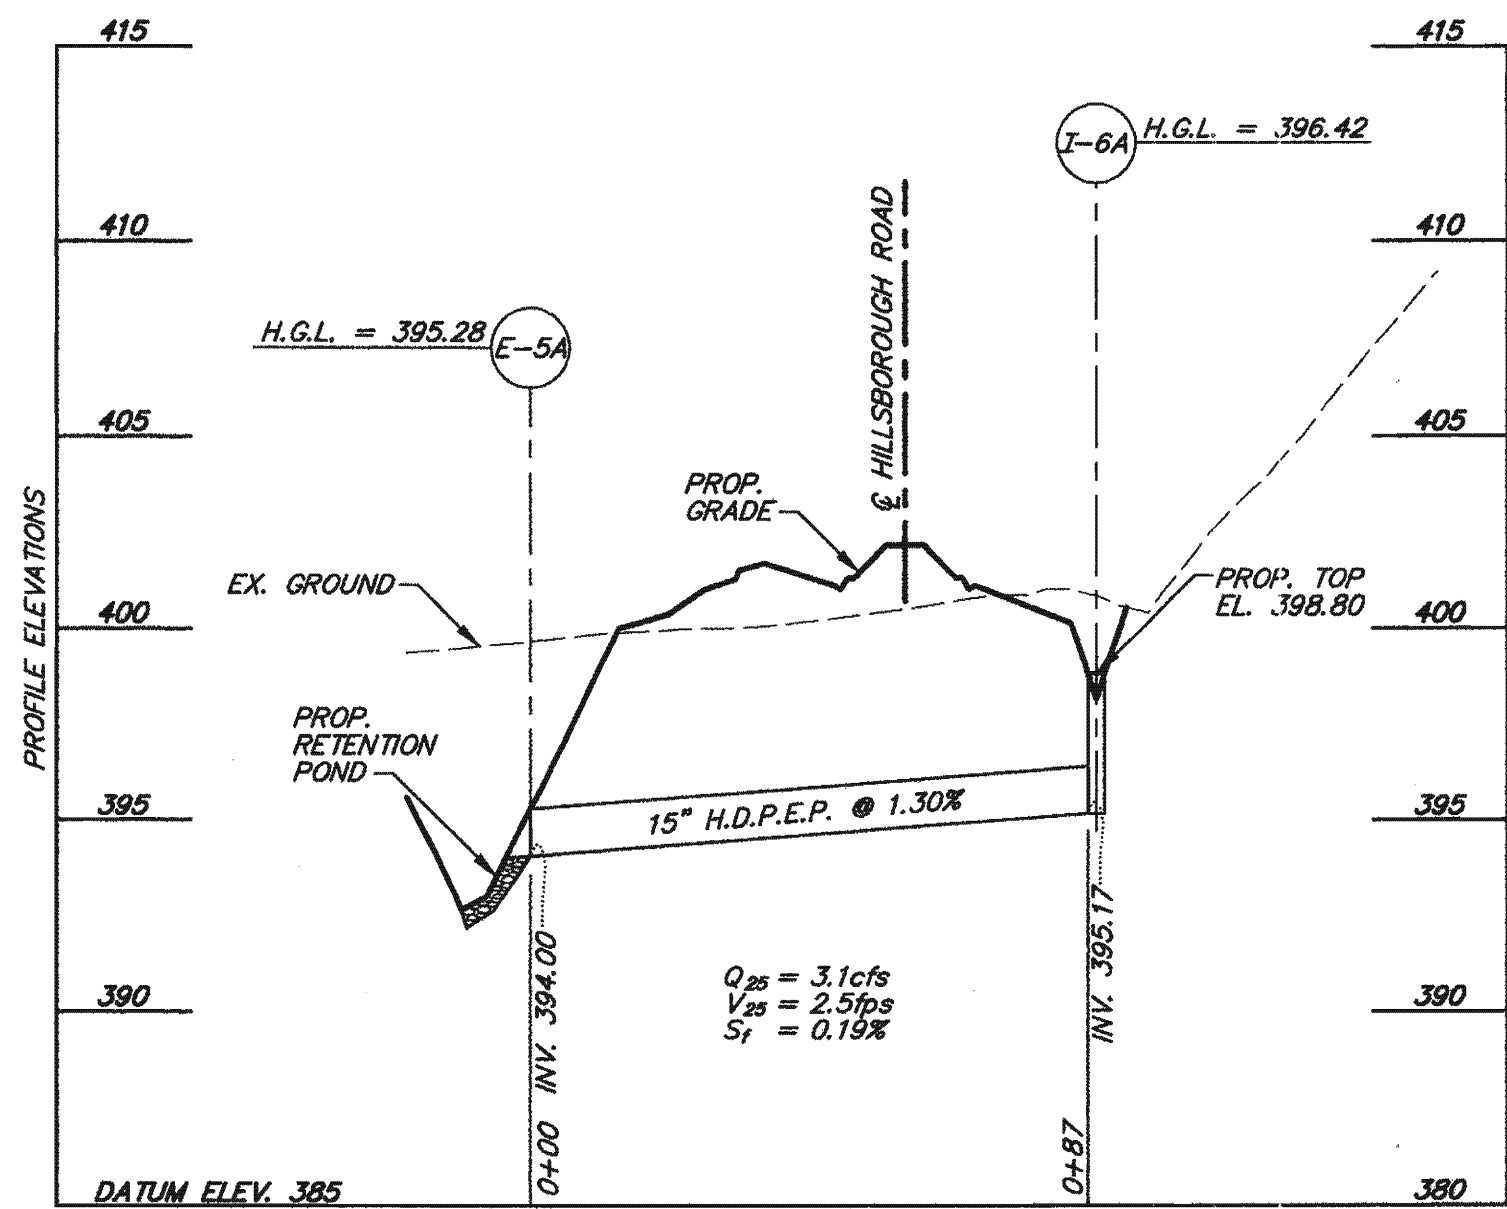 415
415
I-6A
H.G.L. = 396.42
410
410
℄ HILLSBOROUGH ROAD
H.G.L. = 395.28
E-5A
405
405
PROP.
GRADE
PROFILE ELEVATIONS
EX. GROUND
PROP. TOP
EL. 398.80
400
400
PROP.
RETENTION
POND
395
15" H.D.P.E.P. @ 1.30%
395
INV. 394.00
INV. 395.17
Q25 = 3.1cfs
V25 = 2.5fps
Sf = 0.19%
390
390
0+00
0+87
DATUM ELEV. 385
380